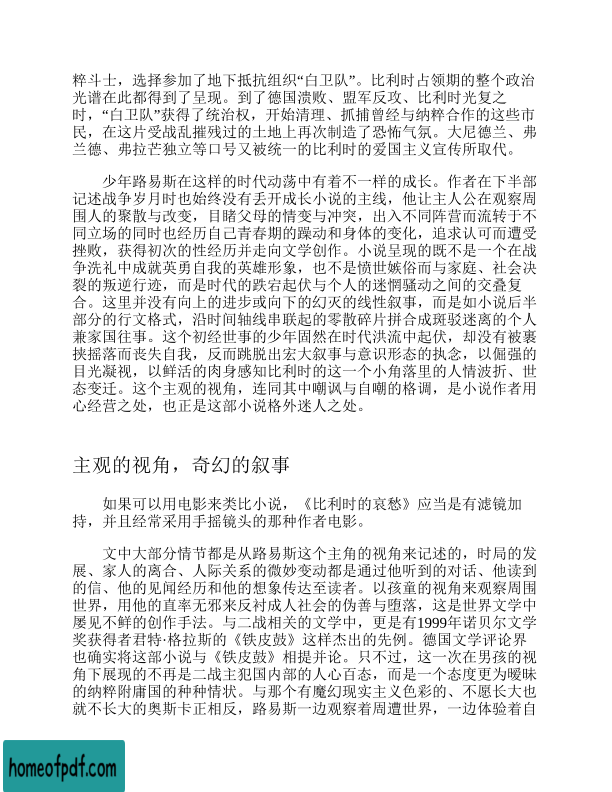 粹斗士，选择参加了地下抵抗组织“白卫队”。比利时占领期的整个政治
光谱在此都得到了呈现。到了德国溃败、盟军反攻、比利时光复之
时，“白卫队”获得了统治权，开始清理、抓捕曾经与纳粹合作的这些市
民，在这片受战乱摧残过的土地上再次制造了恐怖气氛。大尼德兰、弗
兰德、弗拉芒独立等口号又被统一的比利时的爱国主义宣传所取代。
少年路易斯在这样的时代动荡中有着不一样的成长。作者在下半部
记述战争岁月时也始终没有丢开成长小说的主线，他让主人公在观察周
围人的聚散与改变，目睹父母的情变与冲突，出入不同阵营而流转于不
同立场的同时也经历自己青春期的躁动和身体的变化，追求认可而遭受
挫败，获得初次的性经历并走向文学创作。小说呈现的既不是一个在战
争洗礼中成就英勇自我的英雄形象，也不是愤世嫉俗而与家庭、社会决
裂的叛逆行迹，而是时代的跌宕起伏与个人的迷惘骚动之间的交叠复
合。这里并没有向上的进步或向下的幻灭的线性叙事，而是如小说后半
部分的行文格式，沿时间轴线串联起的零散碎片拼合成斑驳迷离的个人
兼家国往事。这个初经世事的少年固然在时代洪流中起伏，却没有被裹
挟摇落而丧失自我，反而跳脱出宏大叙事与意识形态的执念，以倔强的
目光凝视，以鲜活的肉身感知比利时的这一个小角落里的人情波折、世
态变迁。这个主观的视角，连同其中嘲讽与自嘲的格调，是小说作者用
心经营之处，也正是这部小说格外迷人之处。
主观的视角，奇幻的叙事
如果可以用电影来类比小说，《比利时的哀愁》应当是有滤镜加
持，并且经常采用手摇镜头的那种作者电影。
文中大部分情节都是从路易斯这个主角的视角来记述的，时局的发
展、家人的离合、人际关系的微妙变动都是通过他听到的对话、他读到
的信、他的见闻经历和他的想象传达至读者。以孩童的视角来观察周围
世界，用他的直率无邪来反衬成人社会的伪善与堕落，这是世界文学中
屡见不鲜的创作手法。与二战相关的文学中，更是有1999年诺贝尔文学
奖获得者君特·格拉斯的《铁皮鼓》这样杰出的先例。德国文学评论界
也确实将这部小说与《铁皮鼓》相提并论。只不过，这一次在男孩的视
角下展现的不再是二战主犯国内部的人心百态，而是一个态度更为暧昧
的纳粹附庸国的种种情状。与那个有魔幻现实主义色彩的、不愿长大也
就不长大的奥斯卡正相反，路易斯一边观察着周遭世界，一边体验着自
homeofpdf.com